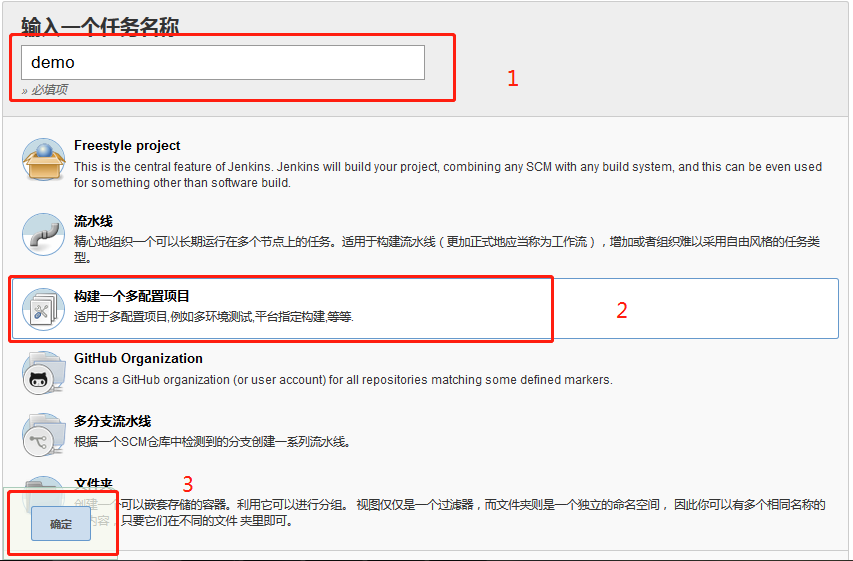 输入一个任务名称
demo
» 必填项
1
Freestyle project
This is the central feature of Jenkins. Jenkins will build your project, combining any SCM with any build system, and this can be even used
for something other than software build.
流水线
精心地组织一个可以长期运行在多个节点上的任务。适用于构建流水线（更加正式地应当称为工作流），增加或者组织难以采用自由风格的任务类
型。
构建一个多配置项目
适用于多配置项目,例如多环境测试,平台指定构建,等等.
2
GitHub Organization
Scans a GitHub organization (or user account) for all repositories matching some defined markers.
多分支流水线
根据一个SCM仓库中检测到的分支创建一系列流水线。
文件夹
3
创建一个可以嵌套存储的容器。利用它可以进行分组。 视图仅仅是一个过滤器，而文件夹则是一个独立的命名空间， 因此你可以有多个相同名称的
内容，只要它们在不同的文件 夹里即可。
确定